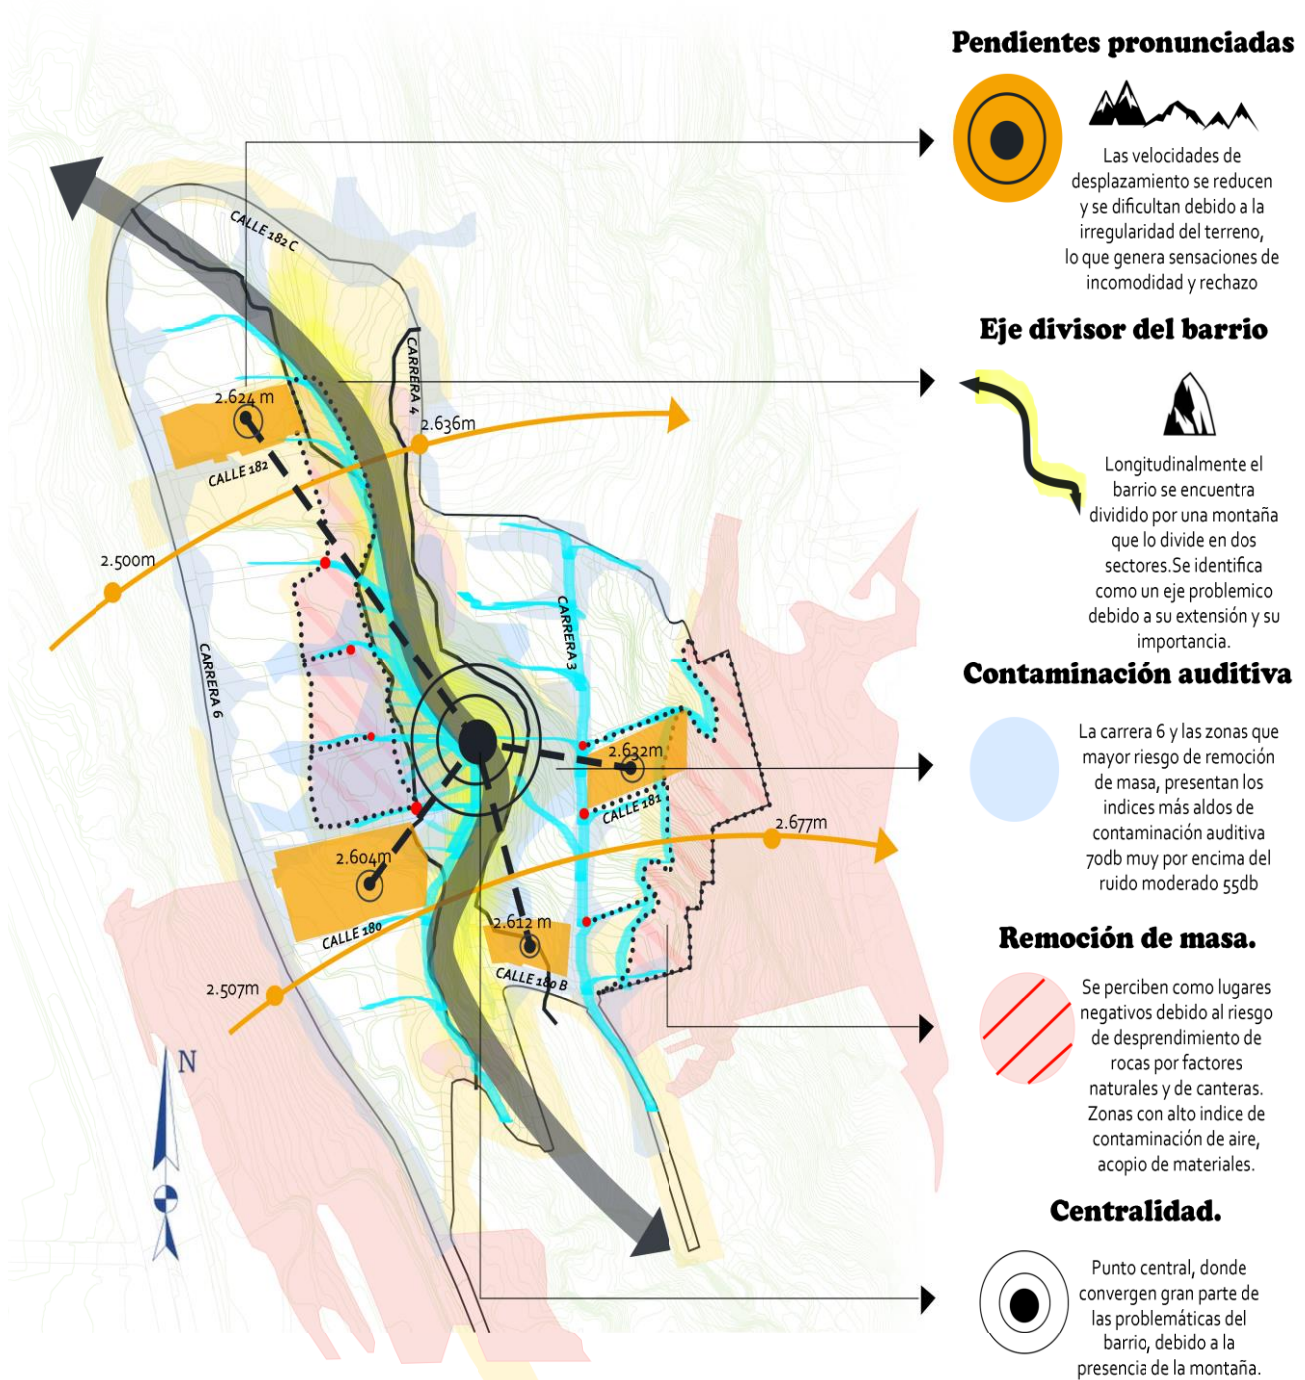 CALLE 182 C
CARRERA 4
2.624 m
2.636m
CALLE 182
2.500m
CARRERA 3
CARRERA 6
2.632m
CALLE 181
2.677m
2.604m
2.612 m
CALLE 180
CALLE 180 B
2.507m
N
Pendientes pronunciadas
Las velocidades de
desplazamiento se reducen
y se dificultan debido a la
irregularidad del terreno,
lo que genera sensaciones de
incomodidad y rechazo
Eje divisor del barrio
Longitudinalmente el
barrio se encuentra
dividido por una montaña
que lo divide en dos
sectores.Se identifica
como un eje problemico
debido a su extensión y su
importancia.
Contaminación auditiva
La carrera 6 y las zonas que
mayor riesgo de remoción
de masa, presentan los
indices más aldos de
contaminación auditiva
70db muy por encima del
ruido moderado 55db
Remoción de masa.
Se perciben como lugares
negativos debido al riesgo
de desprendimiento de
rocas por factores
naturales y de canteras.
Zonas con alto indice de
contaminación de aire,
acopio de materiales.
Centralidad.
Punto central, donde
convergen gran parte de
las problemáticas del
barrio, debido a la
presencia de la montaña.